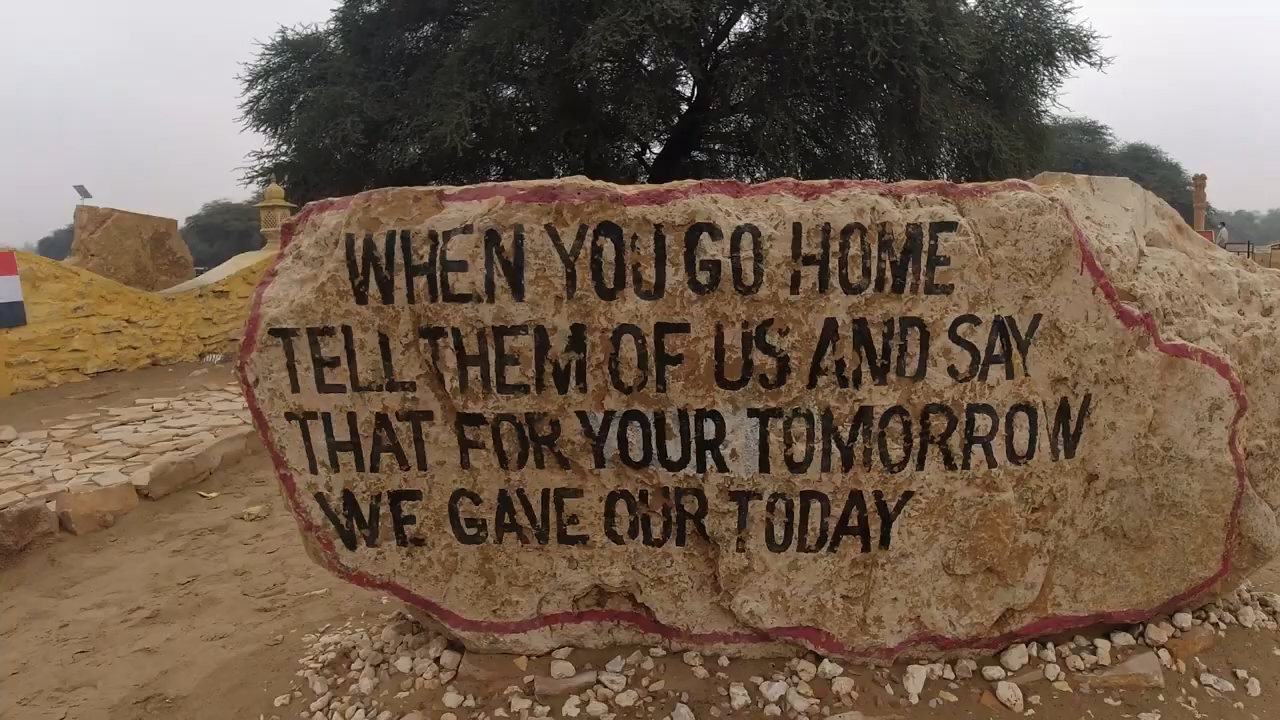 WHEN YOU GO HOME
TELL THEM OF US AND SAY
THAT FOR YOUR TOMORROW
WE GAVE OUR TODAY